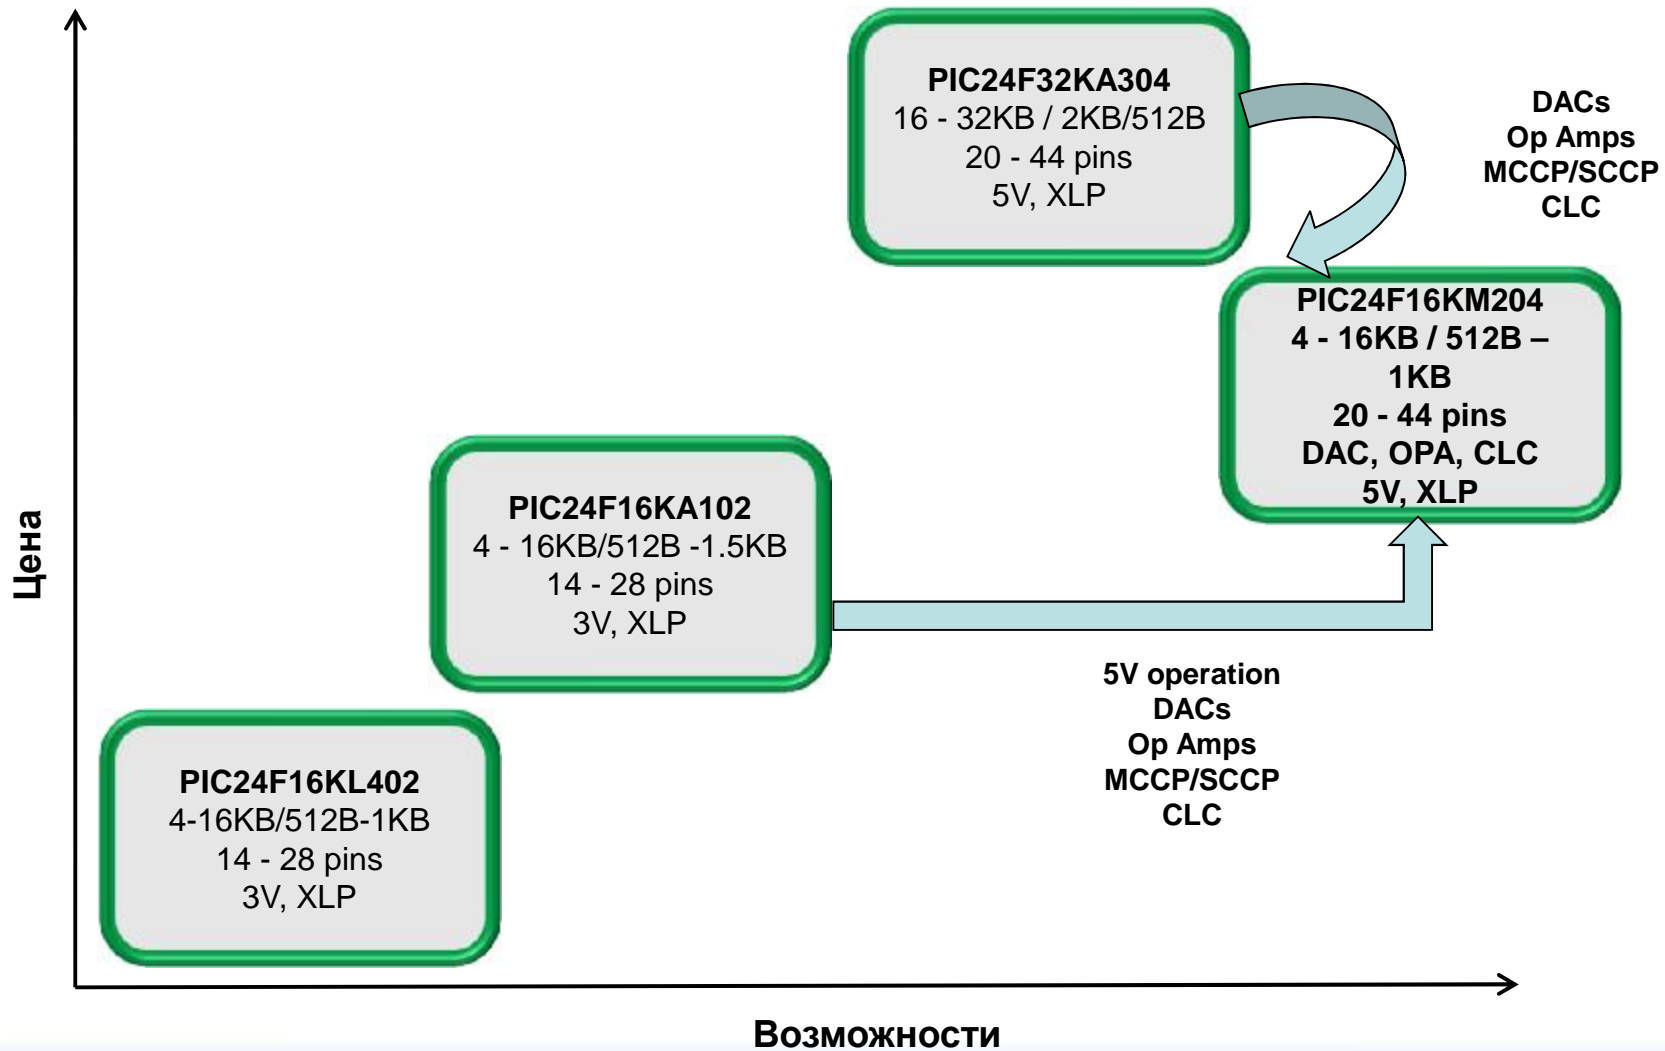 PIC24F32KA304
16 - 32KB / 2KB/512B
20 - 44 pins
5V, XLP
DACs
Op Amps
MCCP/SCCP
CLC
PIC24F16KM204
4 - 16KB / 512B –
1KB
20 - 44 pins
DAC, OPA, CLC
5V, XLP
PIC24F16KA102
4 - 16KB/512B -1.5KB
14 - 28 pins
3V, XLP
5V operation
DACs
Op Amps
MCCP/SCCP
CLC
PIC24F16KL402
4-16KB/512B-1KB
14 - 28 pins
3V, XLP
Цена
Возможности